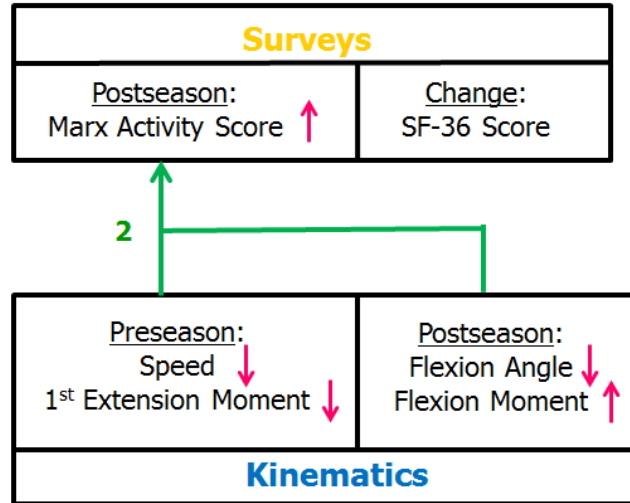 Surveys
Postseason:
Marx Activity Score
Change:
SF-36 Score
2
Preseason:
Speed
1st Extension Moment
Postseason:
Flexion Angle
Flexion Moment
Kinematics